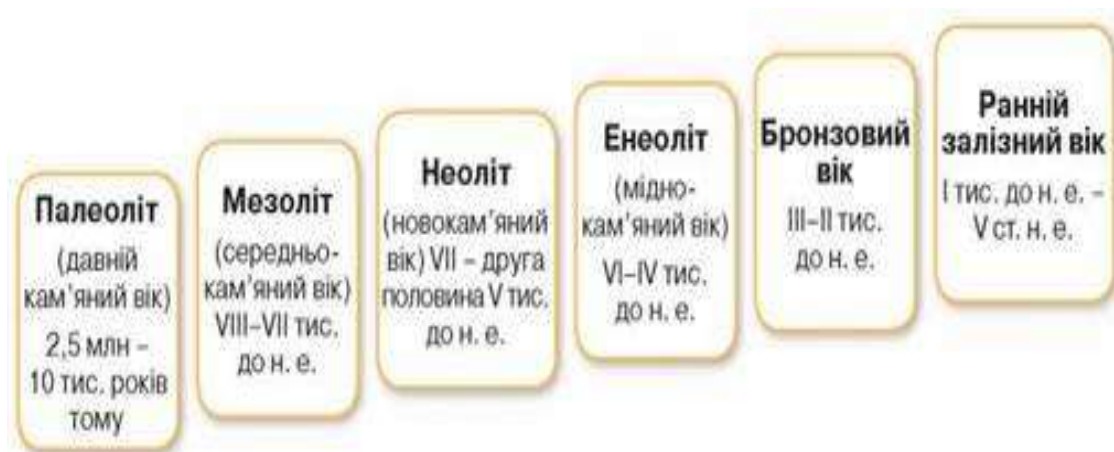 Палеоліт
(давній
кам'яний вік)
2,5 млн –
10 тис. років
тому
Мезоліт
(середньо-
кам'яний вік)
VIII–VII тис.
до н. е.
Неоліт
(новокам'яний
вік) VII – друга
половина V тис.
до н. е.
Енеоліт
(мідно-
кам'яний вік)
VI–IV тис.
до н. е.
Бронзовий
вік
III–II тис.
до н. е.
Ранній
залізний вік
I тис. до н. е. –
V ст. н. е.